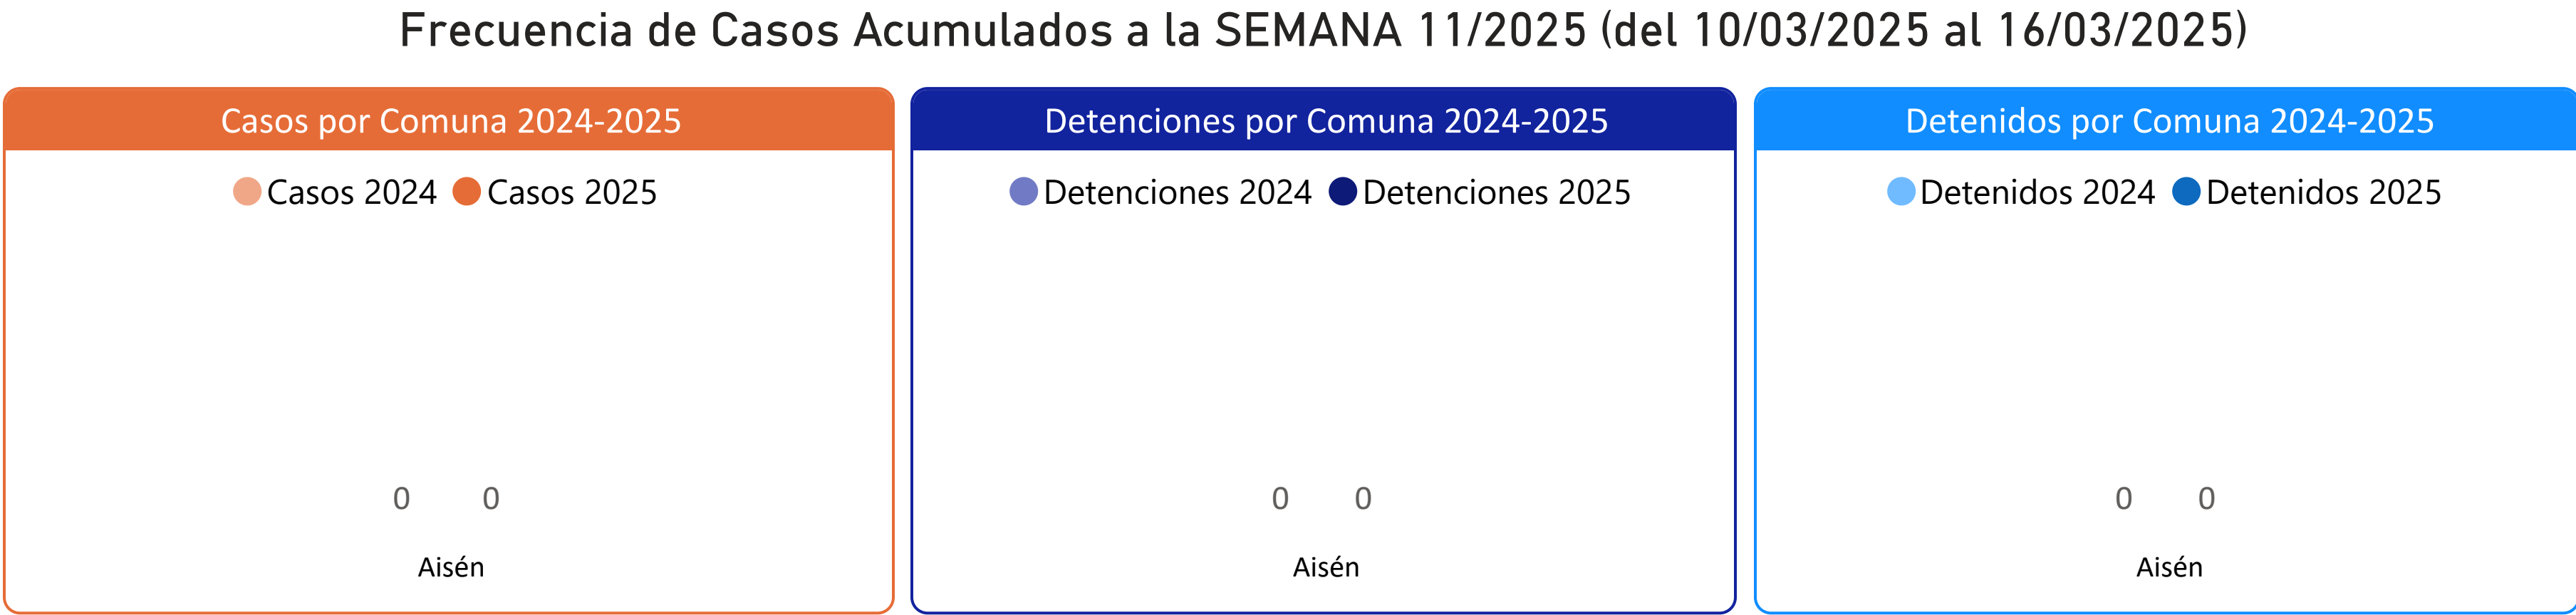 Frecuencia de Casos Acumulados a la SEMANA 11/2025 (del 10/03/2025 al 16/03/2025)
Casos por Comuna 2024-2025
Casos 2024 Casos 2025
0 0
Aisén
Detenciones por Comuna 2024-2025
Detenciones 2024 Detenciones 2025
0 0
Aisén
Detenidos por Comuna 2024-2025
Detenidos 2024 Detenidos 2025
0 0
Aisén